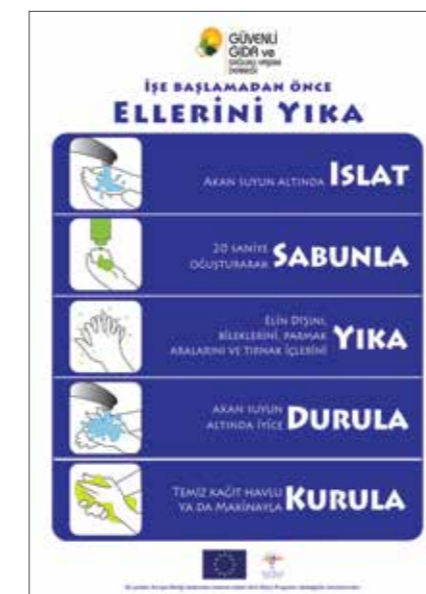 GÜVENLİ
GIDA ve
DERNEĞİ
İŞE BAŞLAMADAN ÖNCE
ELLERİNİ YIKA
AKAN SUYUN ALTINDA ISLAT
20 SANİYE
OĞUŞTURARAK SABUNLA
ELİN DIŞINI,
BİLEKLERİNİ, PARMAK
ARALARINI VE TIRNAK İÇLERİNİ YIKA
AKAN SUYUN
ALTINDA İYİCE DURULA
TEMİZ KAĞIT HAVLU
YA DA MAKİNAYLA KURULA